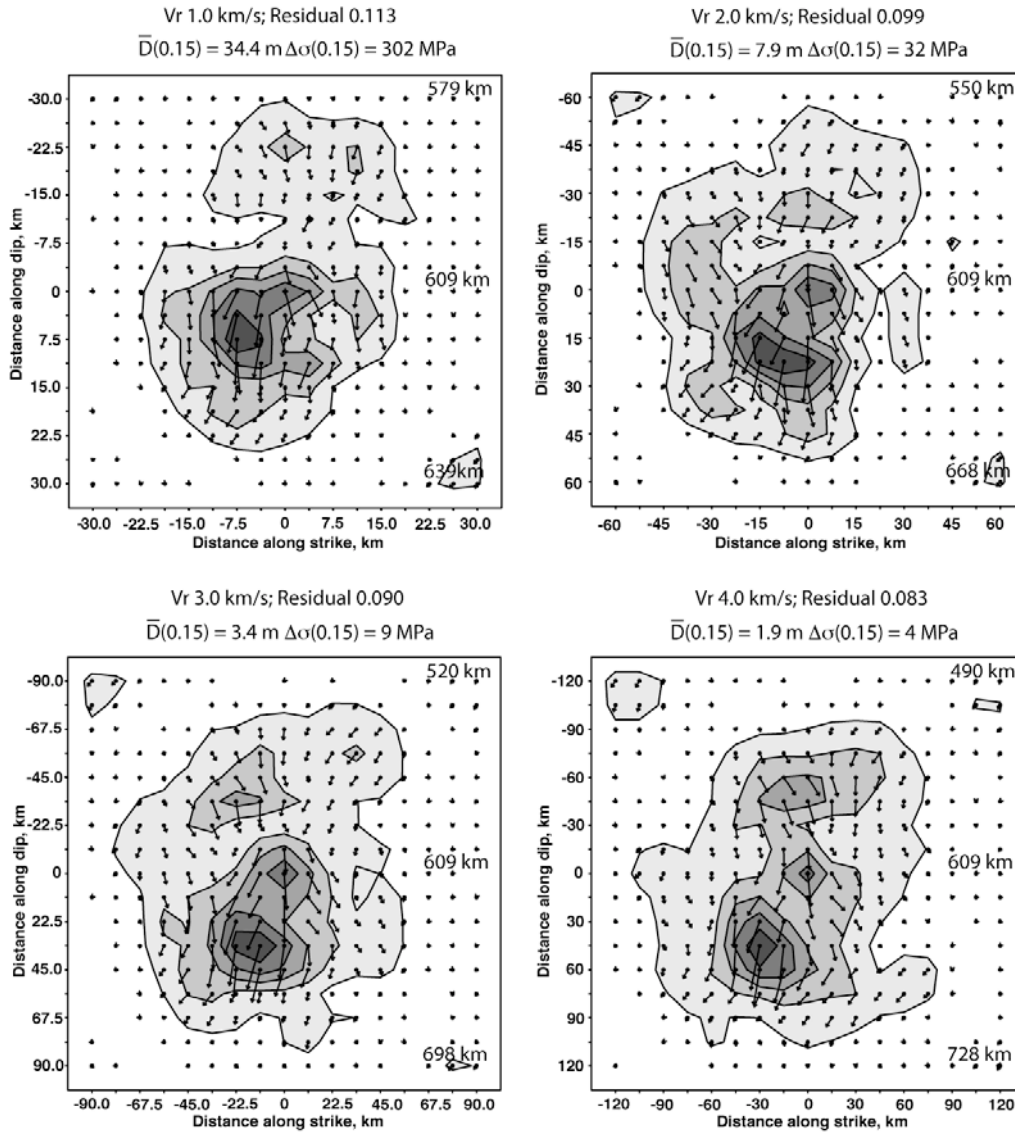 Vr 1.0 km/s; Residual 0.113
D̅(0.15) = 34.4 m Δσ(0.15) = 302 MPa
579 km
609 km
639km
-30.0
-22.5
-15.0
-7.5
0
7.5
15.0
22.5
30.0
Distance along dip, km
-30.0 -22.5 -15.0 -7.5 0 7.5 15.0 22.5 30.0
Distance along strike, km
Vr 2.0 km/s; Residual 0.099
D̅(0.15) = 7.9 m Δσ(0.15) = 32 MPa
550 km
609 km
668 km
-60
-45
-30
-15
0
15
30
45
60
Distance along dip, km
-60 -45 -30 -15 0 15 30 45 60
Distance along strike, km
Vr 3.0 km/s; Residual 0.090
D̅(0.15) = 3.4 m Δσ(0.15) = 9 MPa
520 km
609 km
698 km
-90.0
-67.5
-45.0
-22.5
0
22.5
45.0
67.5
90.0
Distance along dip, km
-90.0 -67.5 -45.0 -22.5 0 22.5 45.0 67.5 90.0
Distance along strike, km
Vr 4.0 km/s; Residual 0.083
D̅(0.15) = 1.9 m Δσ(0.15) = 4 MPa
490 km
609 km
728 km
-120
-90
-60
-30
0
30
60
90
120
Distance along dip, km
-120 -90 -60 -30 0 30 60 90 120
Distance along strike, km